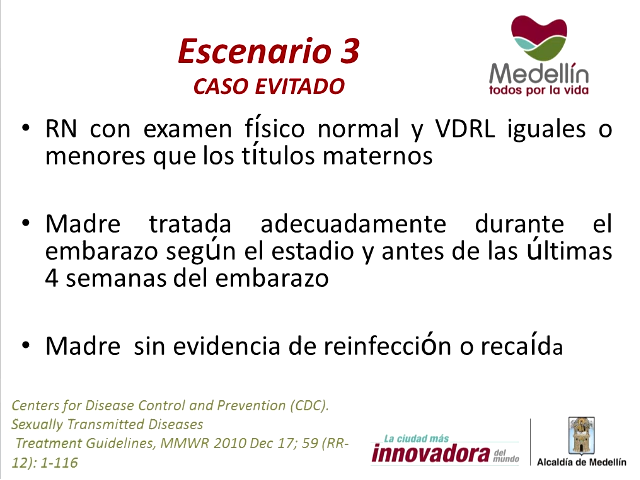 Escenario 3
CASO EVITADO
Medellín
todos por la vida
• RN con examen físico normal y VDRL iguales o
menores que los títulos maternos
• Madre tratada adecuadamente durante el
embarazo según el estadio y antes de las últimas
4 semanas del embarazo
• Madre sin evidencia de reinfección o recaída
Centers for Disease Control and Prevention (CDC).
Sexually Transmitted Diseases
Treatment Guidelines, MMWR 2010 Dec 17; 59 (RR-
12): 1-116
La ciudad más
innovadora del
mundo
Alcaldía de Medellín